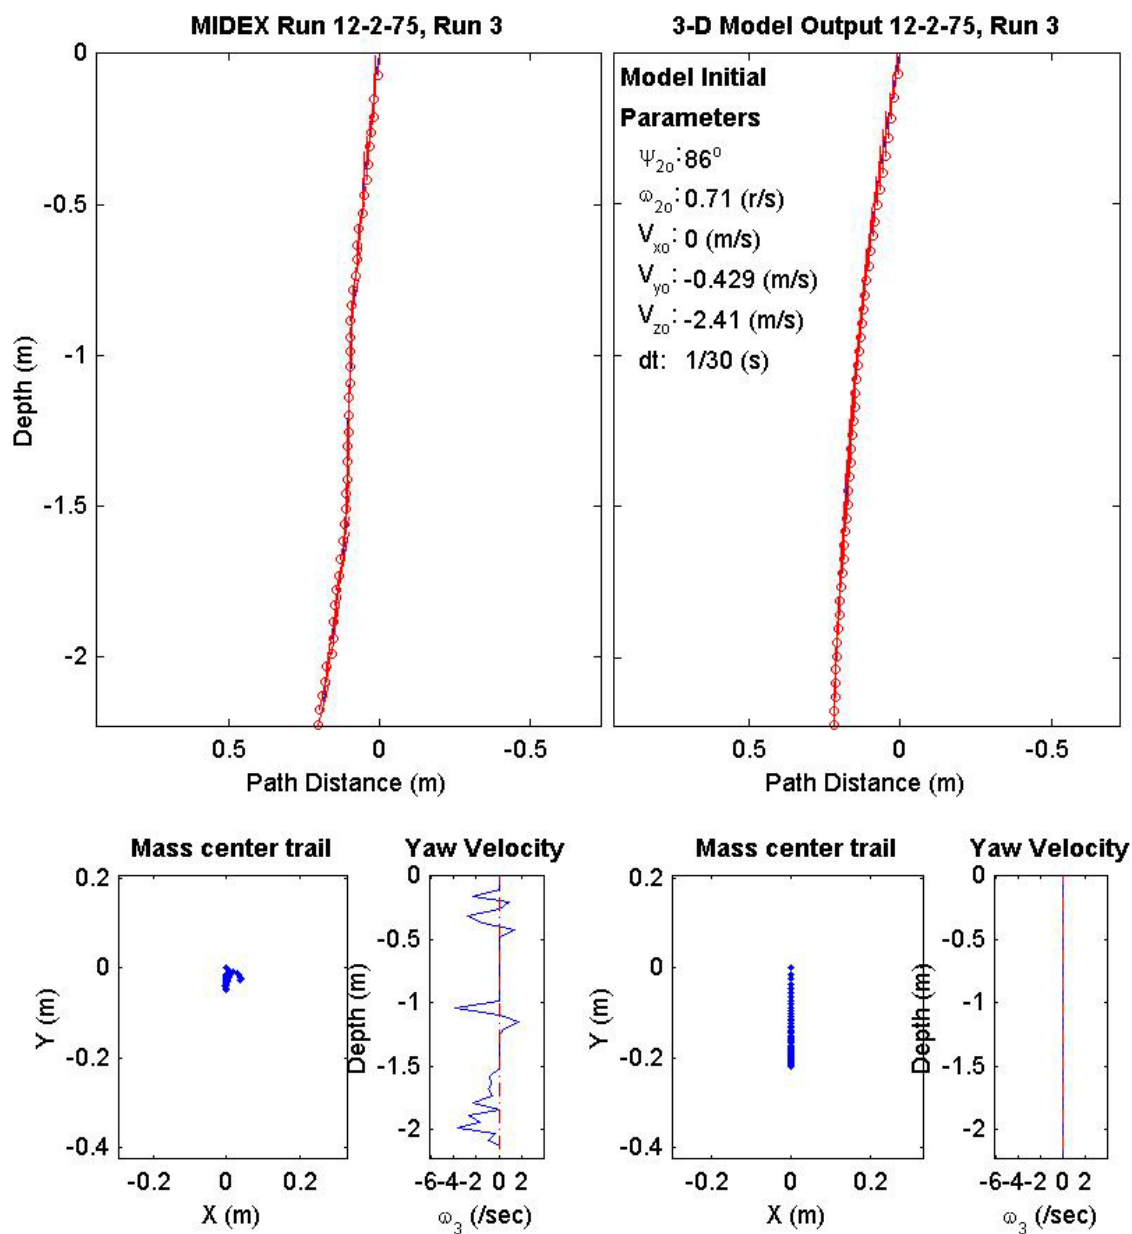 MIDEX Run 12-2-75, Run 3
3-D Model Output 12-2-75, Run 3
0
-0.5
-1
-1.5
-2
Depth (m)
0.5 0 -0.5
Path Distance (m)
Model Initial
Parameters
Ψ2o: 86o
ω2o: 0.71 (r/s)
Vxo: 0 (m/s)
Vyo: -0.429 (m/s)
Vzo: -2.41 (m/s)
dt: 1/30 (s)
0.5 0 -0.5
Path Distance (m)
Mass center trail
0.2
0
-0.2
-0.4
Y (m)
-0.2 0 0.2
X (m)
Yaw Velocity
0
-0.5
-1
-1.5
-2
Depth (m)
-6-4-2 0 2
ω3 (/sec)
Mass center trail
0.2
0
-0.2
-0.4
Y (m)
-0.2 0 0.2
X (m)
Yaw Velocity
0
-0.5
-1
-1.5
-2
Depth (m)
-6-4-2 0 2
ω3 (/sec)